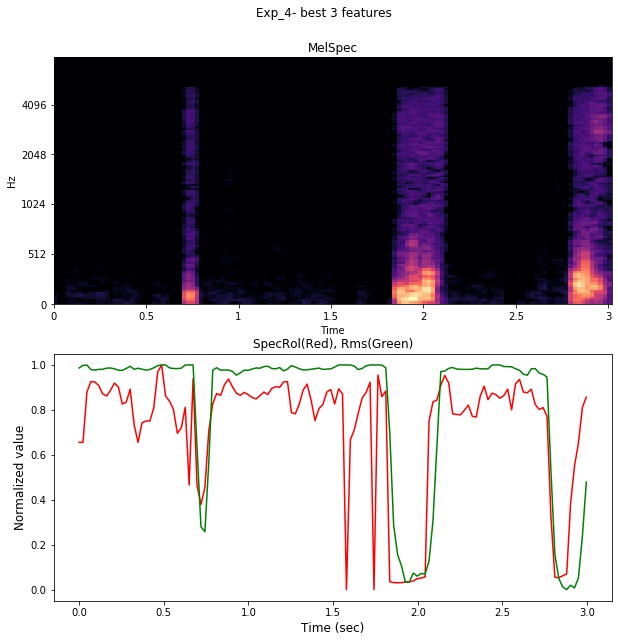 Exp_4- best 3 features
MelSpec
4096
2048
1024
512
0
Hz
0 0.5 1 1.5 2 2.5 3
Time
SpecRol(Red), Rms(Green)
1.0
0.8
0.6
0.4
0.2
0.0
Normalized value
0.0 0.5 1.0 1.5 2.0 2.5 3.0
Time (sec)